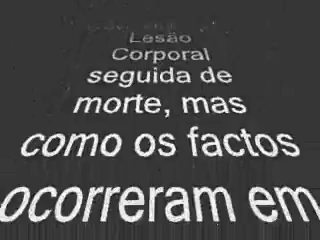 Lesão
Corporal
seguida de
morte, mas
como os factos
ocorreram em